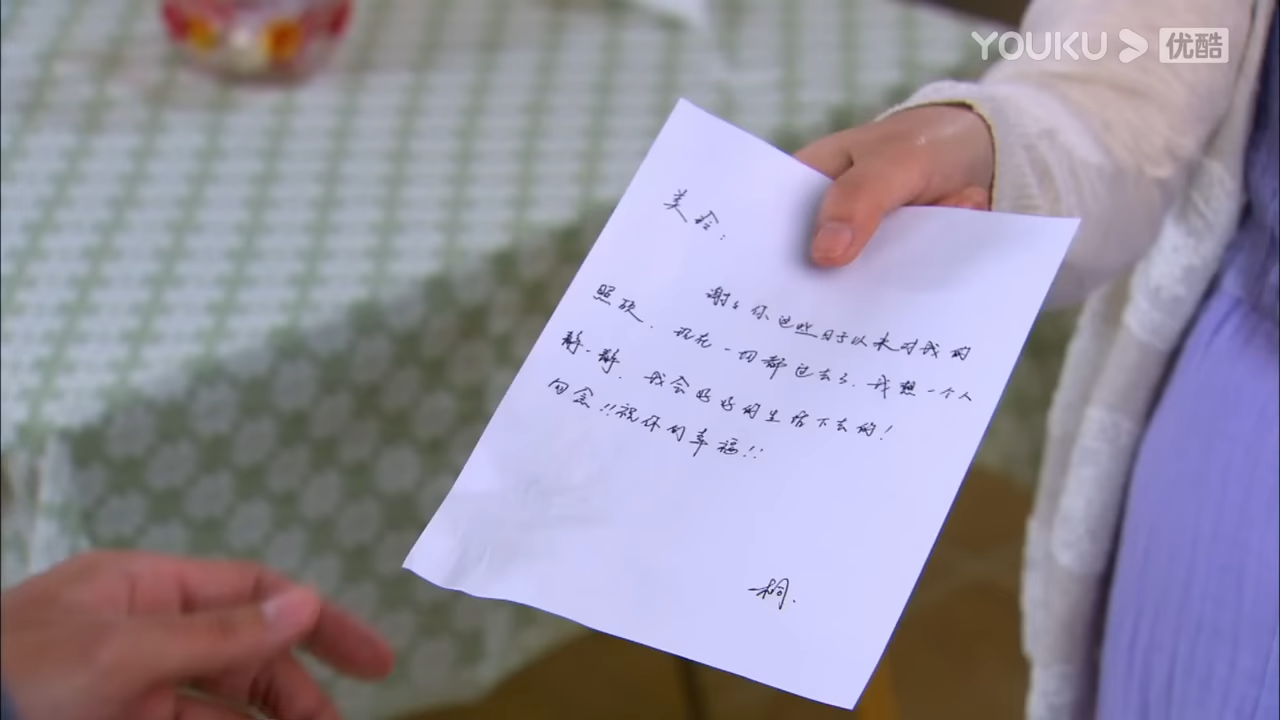 YOUKU 优酷
美玲：
谢谢你这些日子以来对我的
照顾．现在一切都过去了．我想一个人
静一静．我会好好的生活下去的！
勿念！！祝你们幸福！！
一桐．